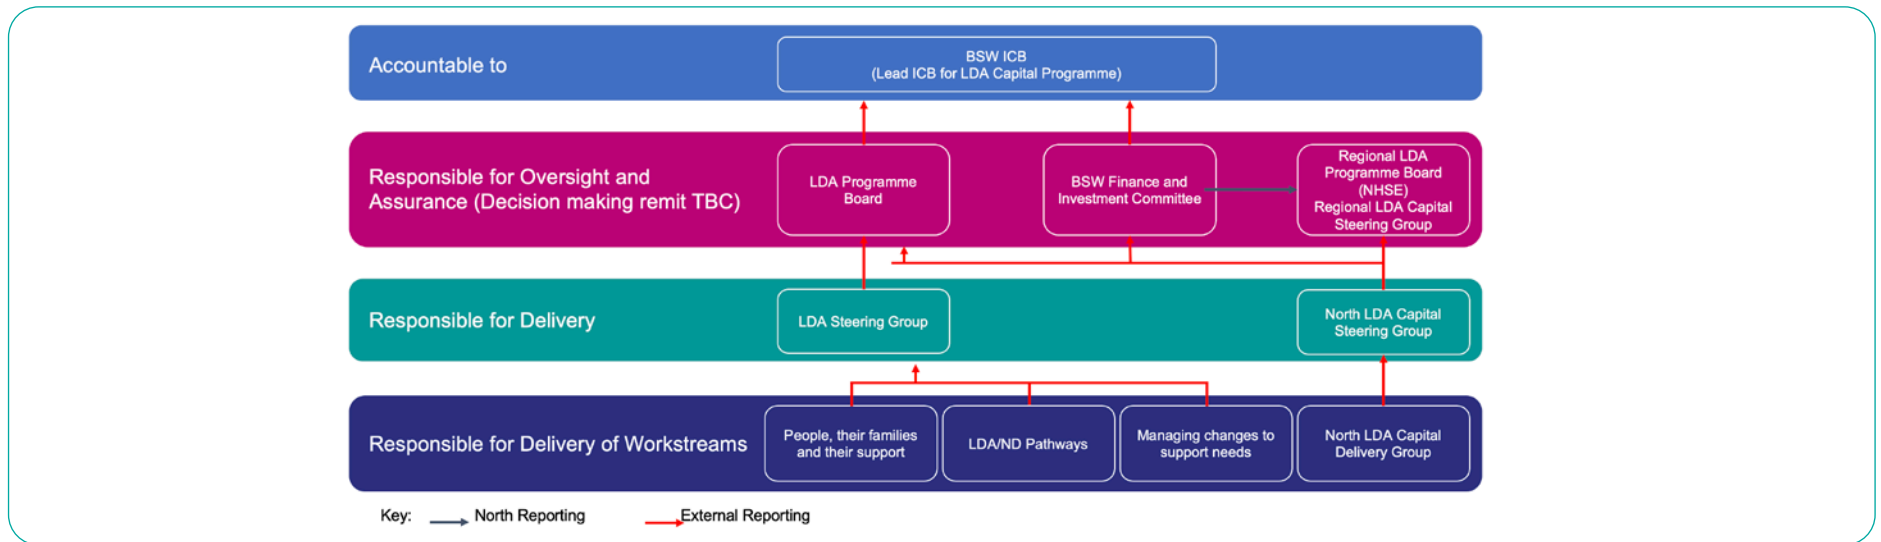 Accountable to
BSW ICB
(Lead ICB for LDA Capital Programme)
Responsible for Oversight and
Assurance (Decision making remit TBC)
LDA Programme
Board
BSW Finance and
Investment Committee
Regional LDA
Programme Board
(NHSE)
Regional LDA Capital
Steering Group
Responsible for Delivery
LDA Steering Group
North LDA Capital
Steering Group
Responsible for Delivery of Workstreams
People, their families
and their support
LDA/ND Pathways
Managing changes to
support needs
North LDA Capital
Delivery Group
Key:
North Reporting
External Reporting